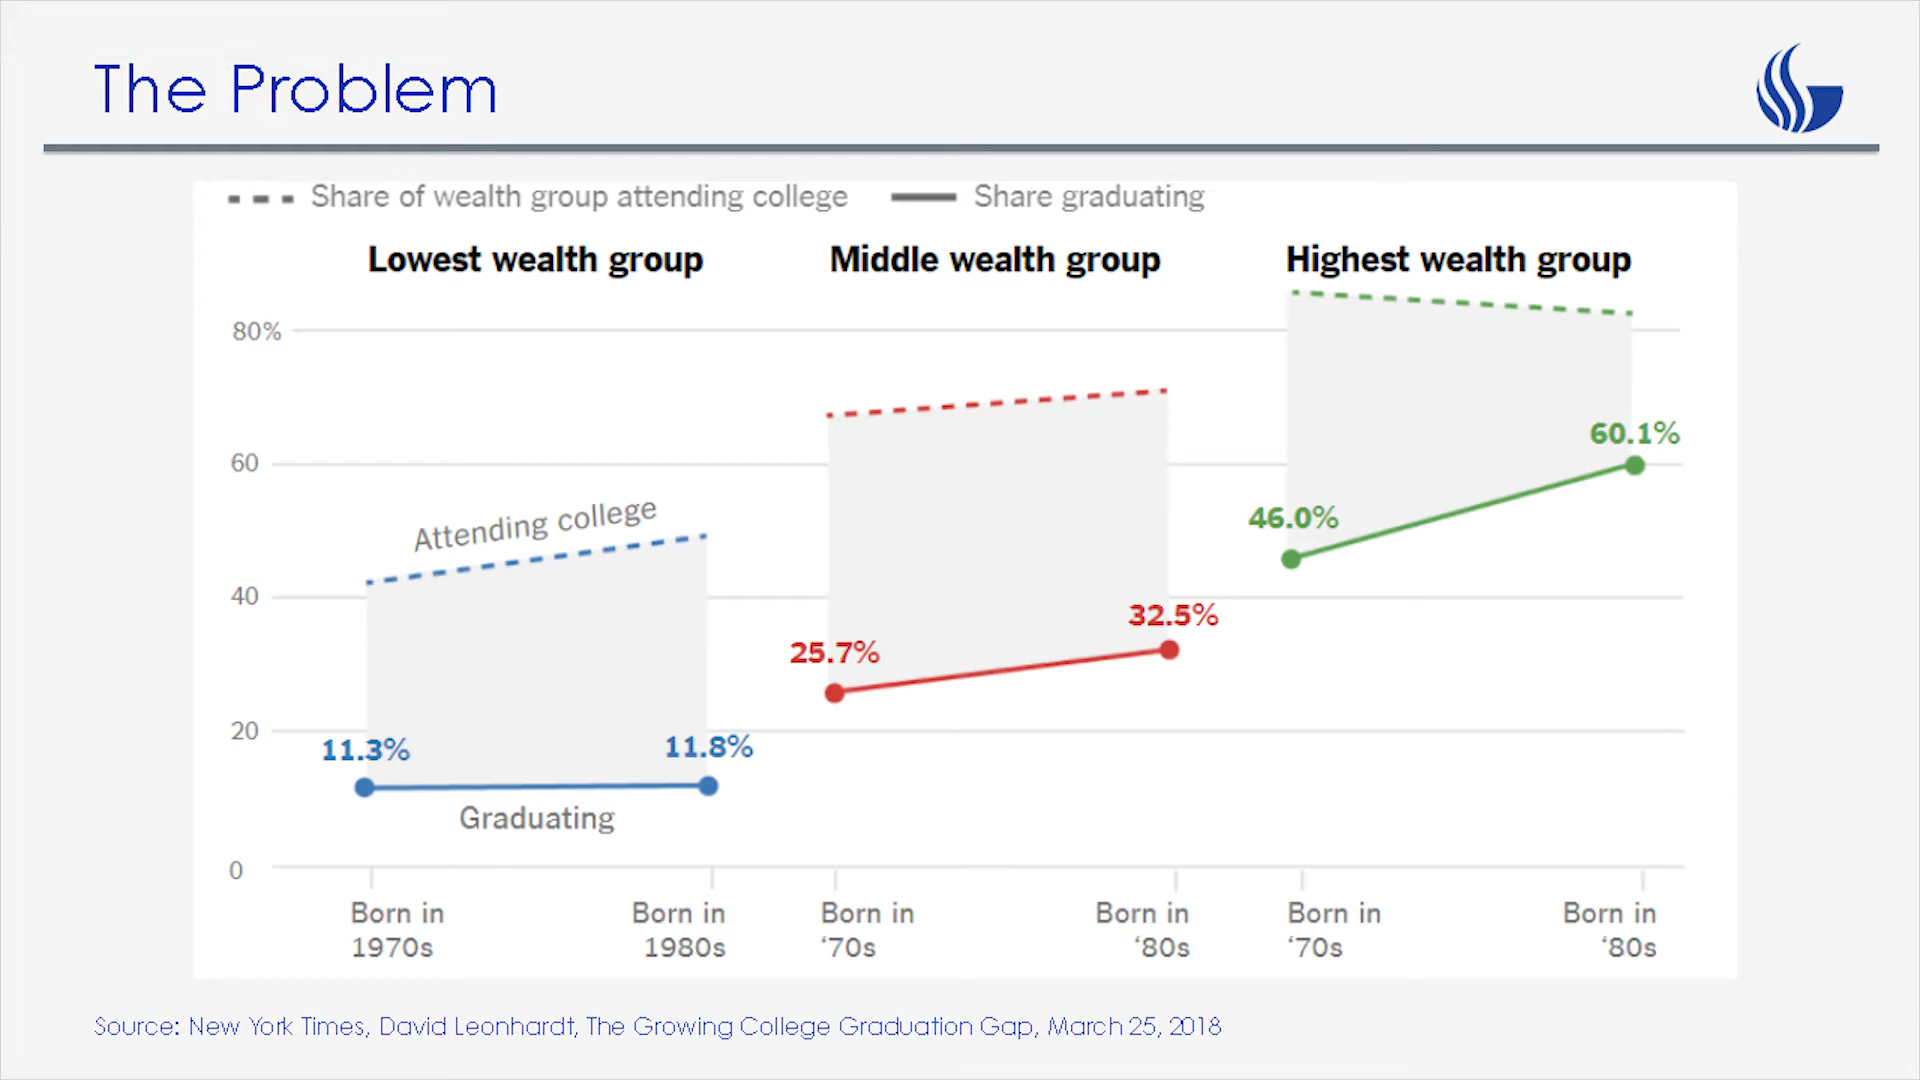 The Problem
Share of wealth group attending college
Share graduating
Lowest wealth group
Middle wealth group
Highest wealth group
80%
60
40
20
0
Attending college
11.3%
11.8%
Graduating
25.7%
32.5%
46.0%
60.1%
Born in
1970s
Born in
1980s
Born in
‘70s
Born in
‘80s
Born in
‘70s
Born in
‘80s
Source: New York Times, David Leonhardt, The Growing College Graduation Gap, March 25, 2018